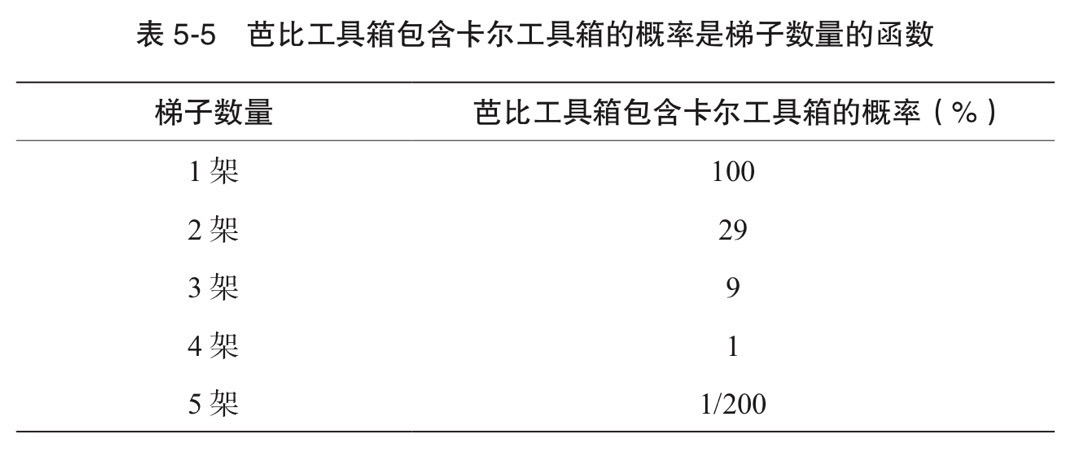 表 5-5 芭比工具箱包含卡尔工具箱的概率是梯子数量的函数
梯子数量 芭比工具箱包含卡尔工具箱的概率（%）
1 架 100
2 架 29
3 架 9
4 架 1
5 架 1/200